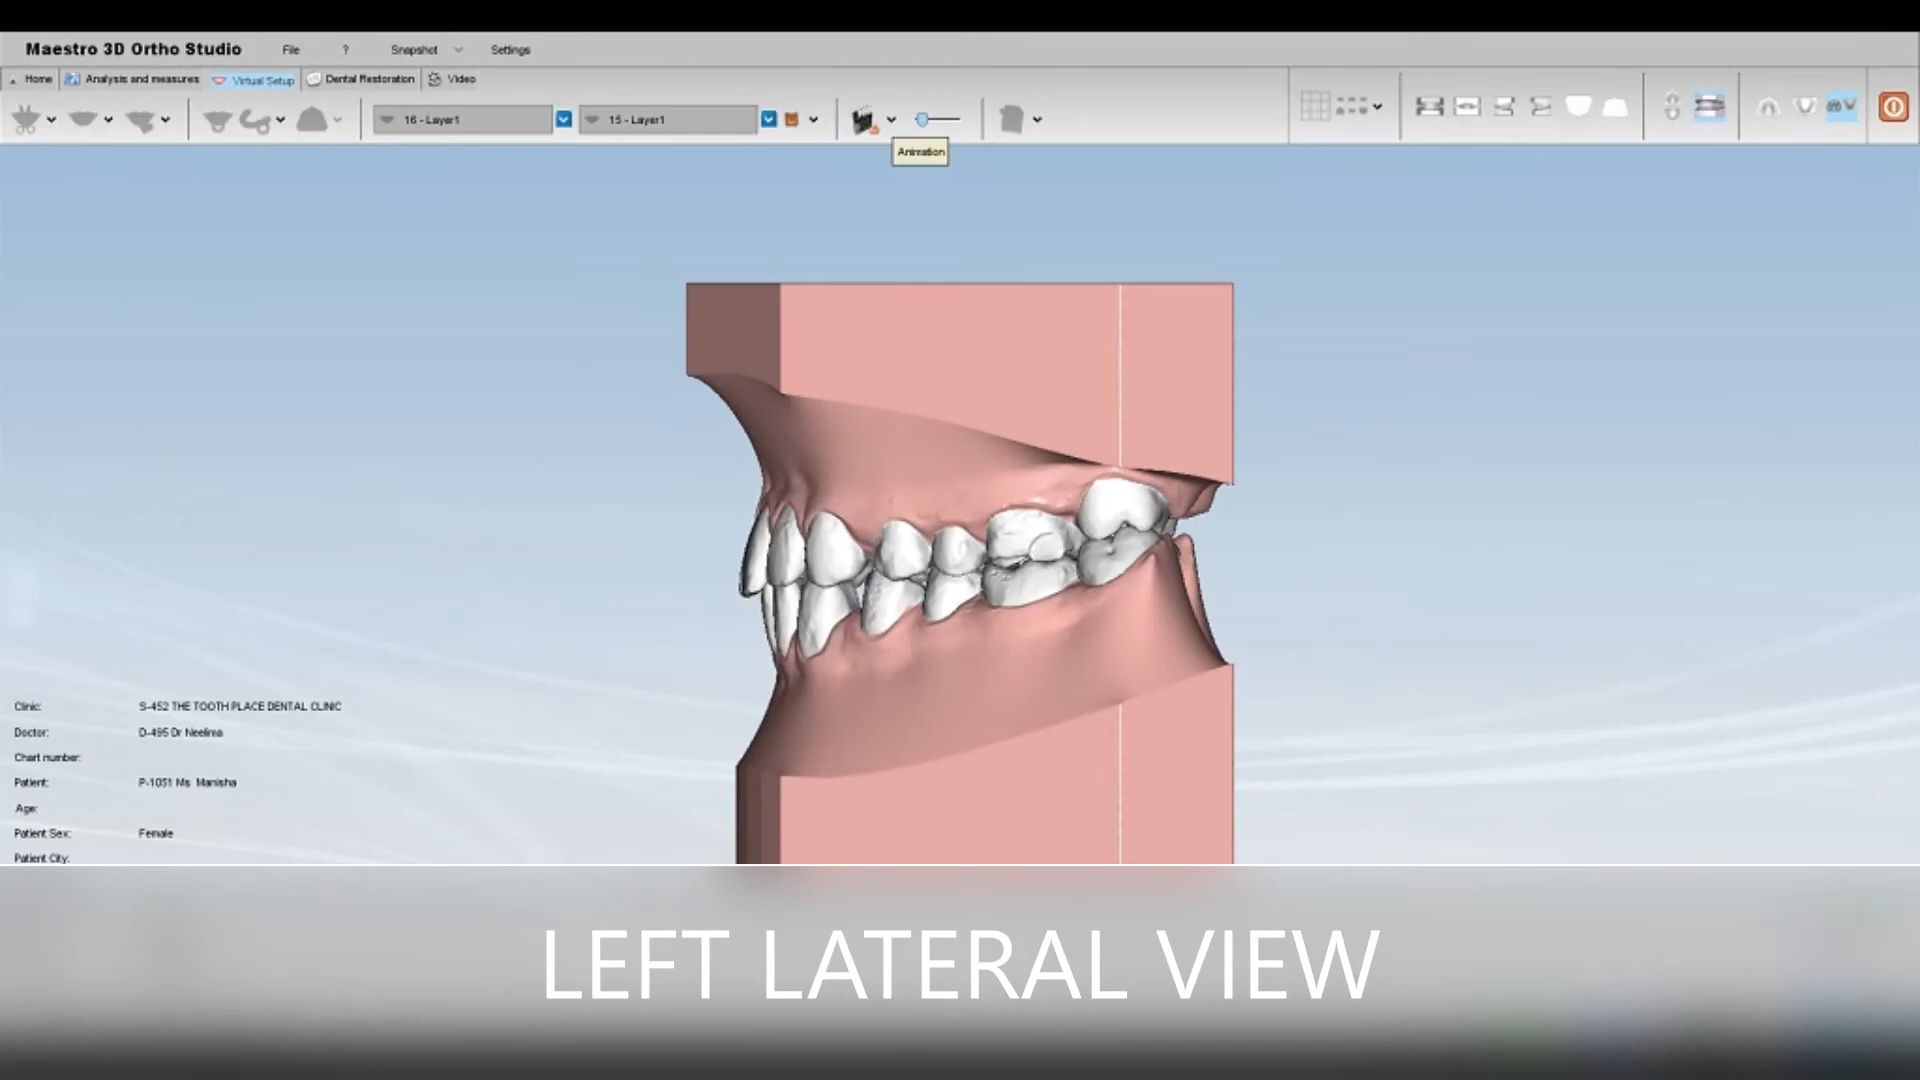 Maestro 3D Ortho Studio File ? Snapshot Settings
Home Analysis and measures Virtual Setup Dental Restoration Video
16 - Layer1 15 - Layer1
Animation
Clinic: S-452 THE TOOTH PLACE DENTAL CLINIC
Doctor: D-495 Dr Neelima
Chart number:
Patient: P-1051 Ms Manisha
Age:
Patient Sex: Female
Patient City:
LEFT LATERAL VIEW